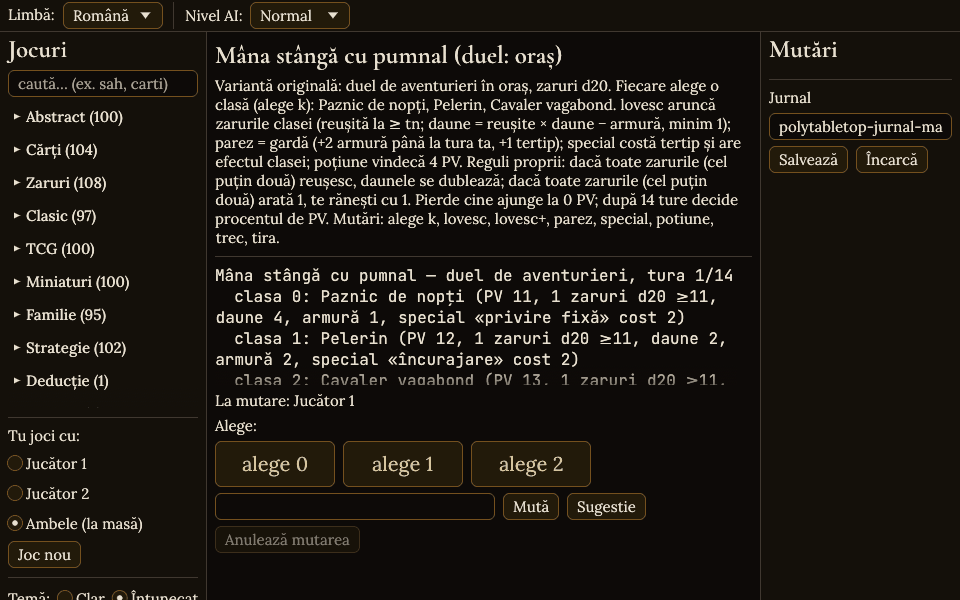 Limbă: Română ▼ Nivel AI: Normal ▼
Jocuri
caută... (ex. sah, carti)
▸ Abstract (100)
▸ Cărți (104)
▸ Zaruri (108)
▸ Clasic (97)
▸ TCG (100)
▸ Miniaturi (100)
▸ Familie (95)
▸ Strategie (102)
▸ Deducție (1)
Tu joci cu:
Jucător 1
Jucător 2
Ambele (la masă)
Joc nou
Temă: Clar Întunecat
Mâna stângă cu pumnal (duel: oraș)
Variantă originală: duel de aventurieri în oraș, zaruri d20. Fiecare alege o
clasă (alege k): Paznic de nopți, Pelerin, Cavaler vagabond. lovesc aruncă
zarurile clasei (reușită la ≥ tn; daune = reușite × daune − armură, minim 1);
parez = gardă (+2 armură până la tura ta, +1 tertip); special costă tertip și are
efectul clasei; poțiune vindecă 4 PV. Reguli proprii: dacă toate zarurile (cel
puțin două) reușesc, daunele se dublează; dacă toate zarurile (cel puțin
două) arată 1, te rănești cu 1. Pierde cine ajunge la 0 PV; după 14 ture decide
procentul de PV. Mutări: alege k, lovesc, lovesc+, parez, special, potiune,
trec, tira.
Mâna stângă cu pumnal — duel de aventurieri, tura 1/14
clasa 0: Paznic de nopți (PV 11, 1 zaruri d20 ≥11,
daune 4, armură 1, special «privire fixă» cost 2)
clasa 1: Pelerin (PV 12, 1 zaruri d20 ≥11, daune 2,
armură 2, special «încurajare» cost 2)
clasa 2: Cavaler vagabond (PV 13, 1 zaruri d20 ≥11,
La mutare: Jucător 1
Alege:
alege 0 alege 1 alege 2
Mută Sugestie
Anulează mutarea
Mutări
Jurnal
polytabletop-jurnal-ma
Salvează Încarcă